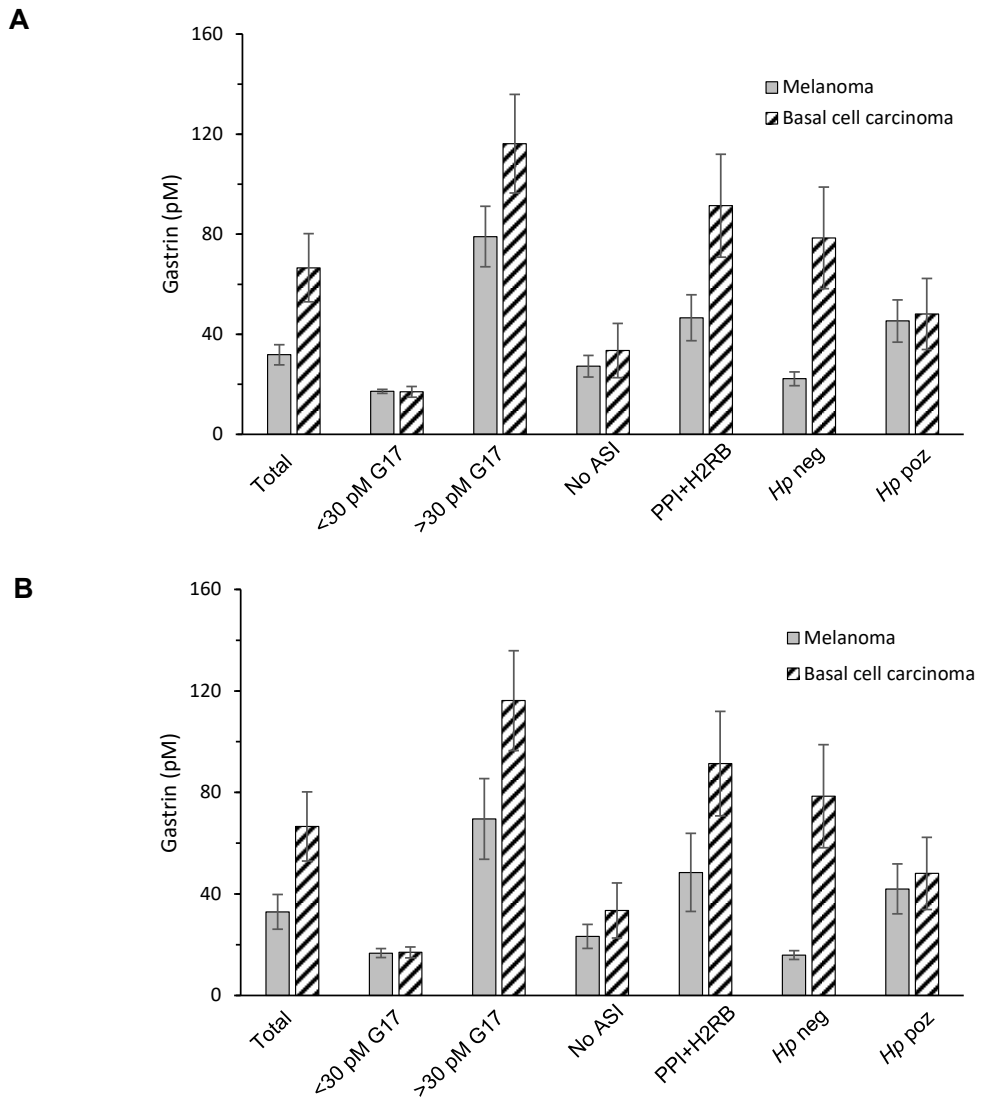 A
160
120
80
40
0
Gastrin (pM)
Melanoma
Basal cell carcinoma
Total
<30 pM G17
>30 pM G17
No ASI
PPI+H2RB
Hp neg
Hp poz
B
160
120
80
40
0
Gastrin (pM)
Melanoma
Basal cell carcinoma
Total
<30 pM G17
>30 pM G17
No ASI
PPI+H2RB
Hp neg
Hp poz